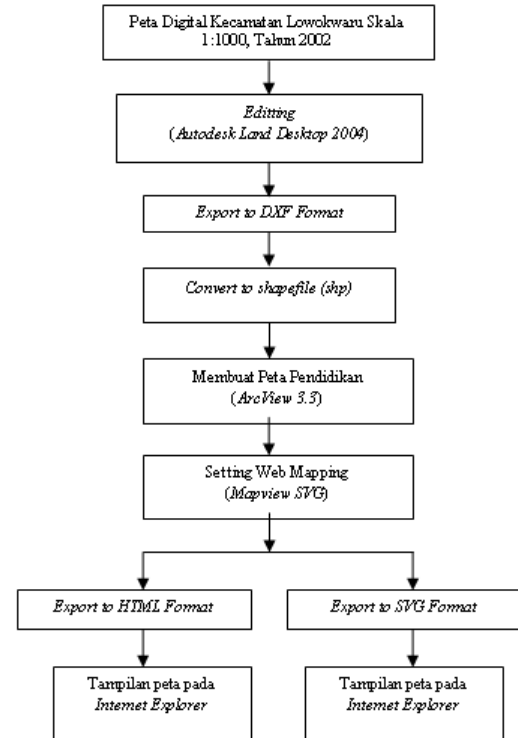 Peta Digital Kecamatan Lowokwaru Skala
1:1000, Tahun 2002
Editting
(Autodesk Land Desktop 2004)
Export to DXF Format
Convert to shapefile (shp)
Membuat Peta Pendidikan
(ArcView 3.3)
Setting Web Mapping
(Mapview SVG)
Export to HTML Format
Export to SVG Format
Tampilan peta pada
Internet Explorer
Tampilan peta pada
Internet Explorer